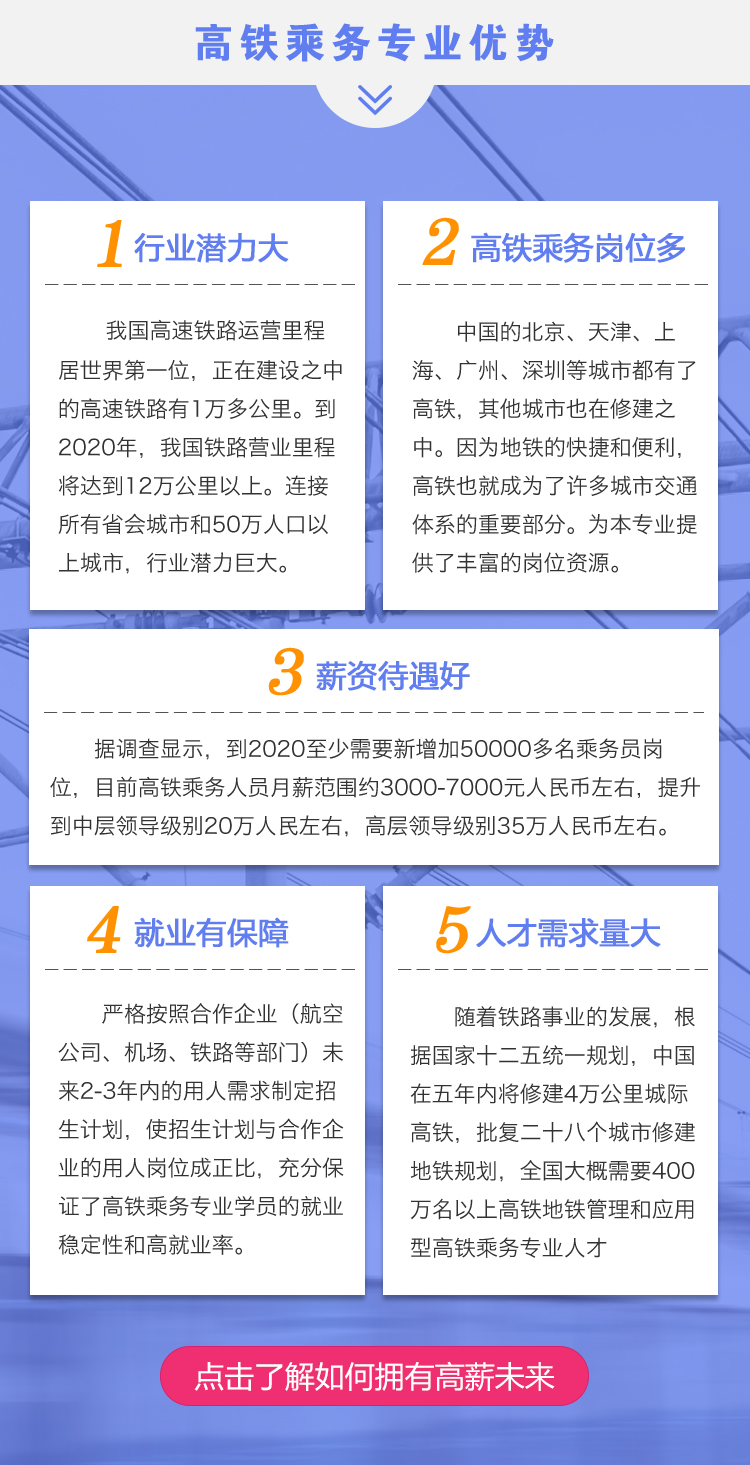 高铁乘务专业优势
1 行业潜力大
我国高速铁路运营里程
居世界第一位，正在建设之中
的高速铁路有1万多公里。到
2020年，我国铁路营业里程
将达到12万公里以上。连接
所有省会城市和50万人口以
上城市，行业潜力巨大。
2 高铁乘务岗位多
中国的北京、天津、上
海、广州、深圳等城市都有了
高铁，其他城市也在修建之
中。因为地铁的快捷和便利，
高铁也就成为了许多城市交通
体系的重要部分。为本专业提
供了丰富的岗位资源。
3 薪资待遇好
据调查显示，到2020至少需要新增加50000多名乘务员岗
位，目前高铁乘务人员月薪范围约3000-7000元人民币左右，提升
到中层领导级别20万人民左右，高层领导级别35万人民币左右。
4 就业有保障
严格按照合作企业（航空
公司、机场、铁路等部门）未
来2-3年内的用人需求制定招
生计划，使招生计划与合作企
业的用人岗位成正比，充分保
证了高铁乘务专业学员的就业
稳定性和高就业率。
5 人才需求量大
随着铁路事业的发展，根
据国家十二五统一规划，中国
在五年内将修建4万公里城际
高铁，批复二十八个城市修建
地铁规划，全国大概需要400
万名以上高铁地铁管理和应用
型高铁乘务专业人才
点击了解如何拥有高薪未来